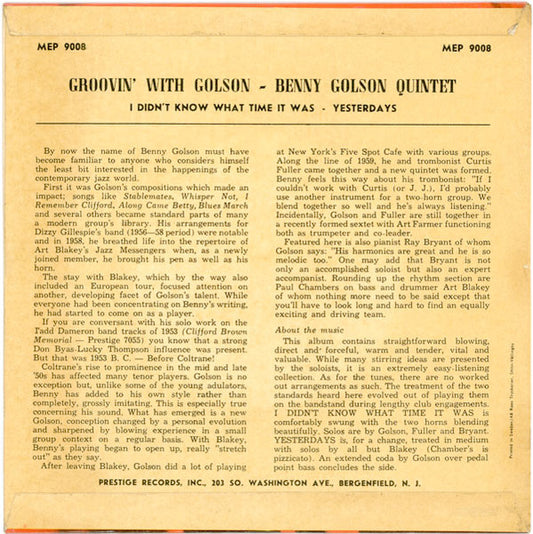 MEP 9008
MEP 9008
GROOVIN' WITH GOLSON - BENNY GOLSON QUINTET
I DIDN'T KNOW WHAT TIME IT WAS - YESTERDAYS
By now the name of Benny Golson must have
become familiar to anyone who considers himself
the least bit interested in the happenings of the
contemporary jazz world.
First it was Golson's compositions which made an
impact; songs like Stablemates, Whisper Not, I
Remember Clifford, Along Came Betty, Blues March
and several others became standard parts of many
a modern group's library. His arrangements for
Dizzy Gillespie's band (1956—58 period) were notable
and in 1958, he breathed life into the repertoire of
Art Blakey's Jazz Messengers when, as a newly
joined member, he brought his pen as well as his
horn.
The stay with Blakey, which by the way also
included an European tour, focused attention on
another, developing facet of Golson's talent. While
everyone had been concentrating on Benny's writing,
he had started to come on as a player.
If you are conversant with his solo work on the
Tadd Dameron band tracks of 1953 (Clifford Brown
Memorial — Prestige 7055) you know that a strong
Don Byas-Lucky Thompson influence was present.
But that was 1953 B. C. — Before Coltrane!
Coltrane's rise to prominence in the mid and late
'50s has affected many tenor players. Golson is no
exception but, unlike some of the young adulators,
Benny has added to his own style rather than
completely, grossly imitating. This is especially true
concerning his sound. What has emerged is a new
Golson, conception changed by a personal evolution
and sharpened by blowing experience in a small
group context on a regular basis. With Blakey,
Benny's playing began to open up, really "stretch
out" as they say.
After leaving Blakey, Golson did a lot of playing
at New York's Five Spot Cafe with various groups.
Along the line of 1959, he and trombonist Curtis
Fuller came together and a new quintet was formed.
Benny feels this way about his trombonist: "If I
couldn't work with Curtis (or J. J.), I'd probably
use another instrument for a two-horn group. We
blend together so well and he's always listening."
Incidentally, Golson and Fuller are still together in
a recently formed sextet with Art Farmer functioning
both as trumpeter and co-leader.
Featured here is also pianist Ray Bryant of whom
Golson says: "His harmonics are great and he is so
melodic too." One may add that Bryant is not
only an accomplished soloist but also an expert
accompanist. Rounding up the rhythm section are
Paul Chambers on bass and drummer Art Blakey
of whom nothing more need to be said except that
you'll have to look long and hard to find an equally
exciting and driving team.
About the music
This album contains straightforward blowing,
direct and forceful, warm and tender, vital and
valuable. While many stirring ideas are presented
by the soloists, it is an extremely easy-listening
collection. As for the tunes, there are no worked
out arrangements as such. The treatment of the two
standards heard here evolved out of playing them
on the bandstand during lengthy club engagements.
I DIDN'T KNOW WHAT TIME IT WAS is
comfortably swung with the two horns blending
beautifully. Solos are by Golson, Fuller and Bryant.
YESTERDAYS is, for a change, treated in medium
with solos by all but Blakey (Chamber's is
pizzicato). An extended coda by Golson over pedal
point bass concludes the side.
PRESTIGE RECORDS, INC., 203 SO. WASHINGTON AVE., BERGENFIELD, N. J.
Printed in Sweden